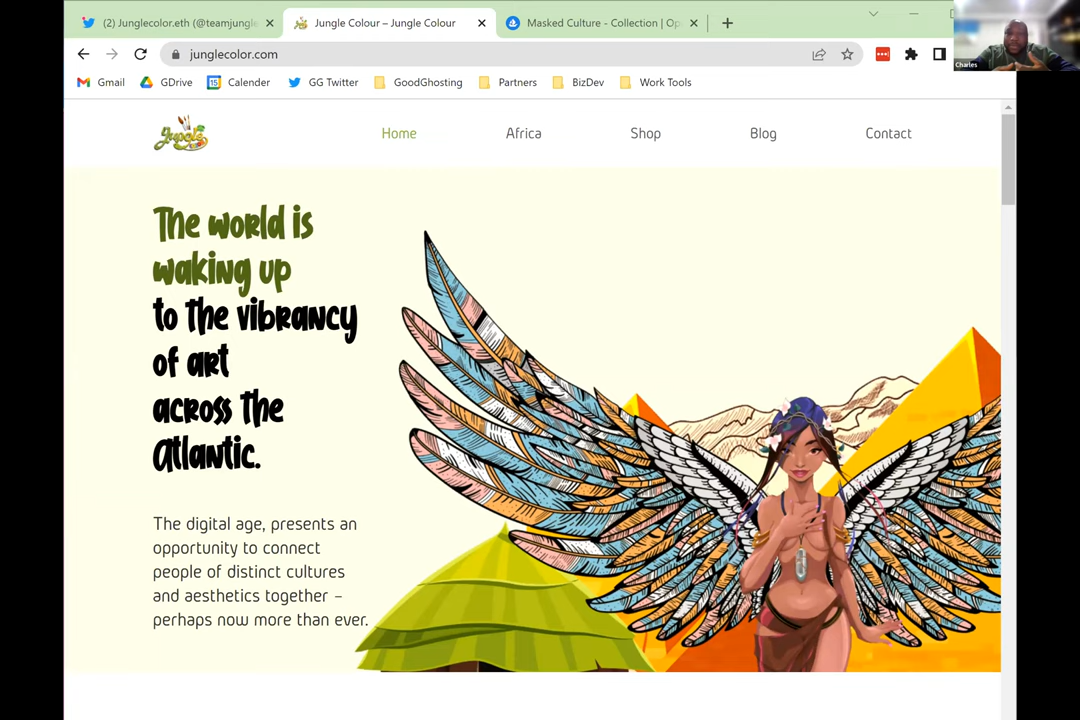 (2) Junglecolor.eth (@teamjungle
Jungle Colour – Jungle Colour
Masked Culture - Collection | Op
junglecolor.com
Gmail
GDrive
15
Calender
GG Twitter
GoodGhosting
Partners
BizDev
Work Tools
Charles
Jungle
Home
Africa
Shop
Blog
Contact
The world is
waking up
to the vibrancy
of art
across the
Atlantic.
The digital age, presents an
opportunity to connect
people of distinct cultures
and aesthetics together –
perhaps now more than ever.